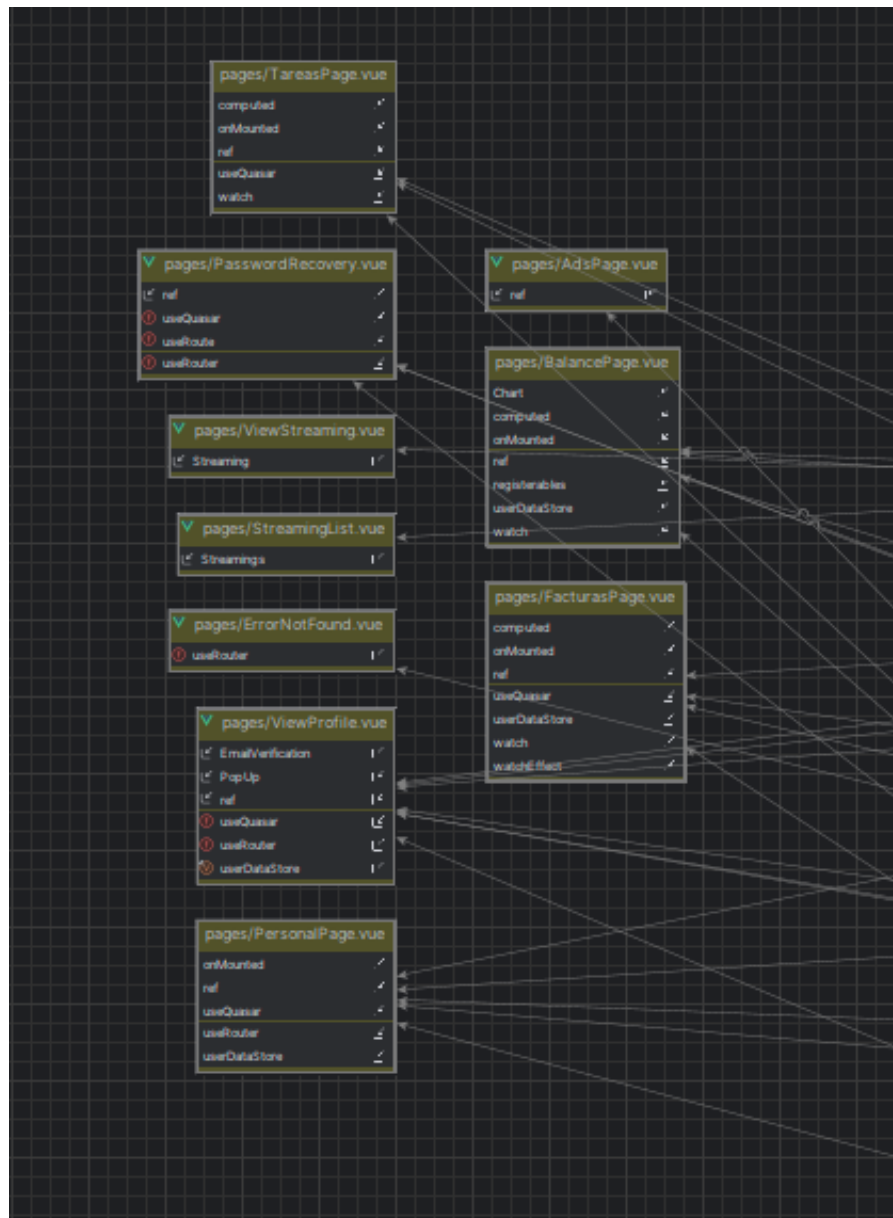 pages/TareasPage.vue
computed
onMounted
ref
useQuasar
watch
pages/PasswordRecovery.vue
ref
useQuasar
useRoute
useRouter
pages/AdsPage.vue
ref
pages/BalancePage.vue
Chart
computed
onMounted
ref
registerables
userDataStore
watch
pages/ViewStreaming.vue
Streaming
pages/StreamingList.vue
Streamings
pages/ErrorNotFound.vue
useRouter
pages/FacturasPage.vue
computed
onMounted
ref
useQuasar
userDataStore
watch
watchEffect
pages/ViewProfile.vue
EmailVerification
PopUp
ref
useQuasar
useRouter
userDataStore
pages/PersonalPage.vue
onMounted
ref
useQuasar
useRouter
userDataStore